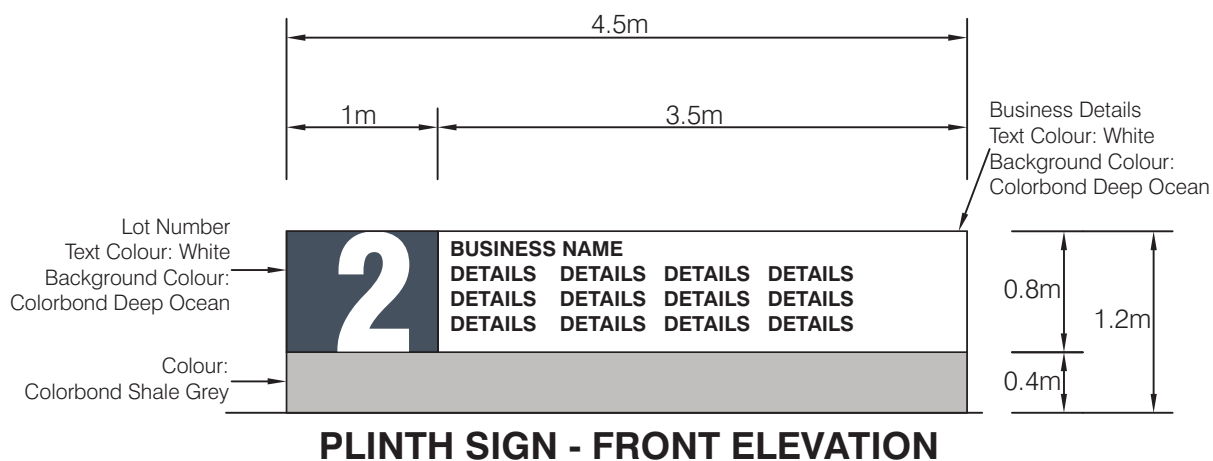 4.5m
1m
3.5m
Business Details
Text Colour: White
Background Colour:
Colorbond Deep Ocean
Lot Number
Text Colour: White
Background Colour:
Colorbond Deep Ocean
2
BUSINESS NAME
DETAILS DETAILS DETAILS DETAILS
DETAILS DETAILS DETAILS DETAILS
DETAILS DETAILS DETAILS DETAILS
0.8m
1.2m
Colour:
Colorbond Shale Grey
0.4m
PLINTH SIGN - FRONT ELEVATION